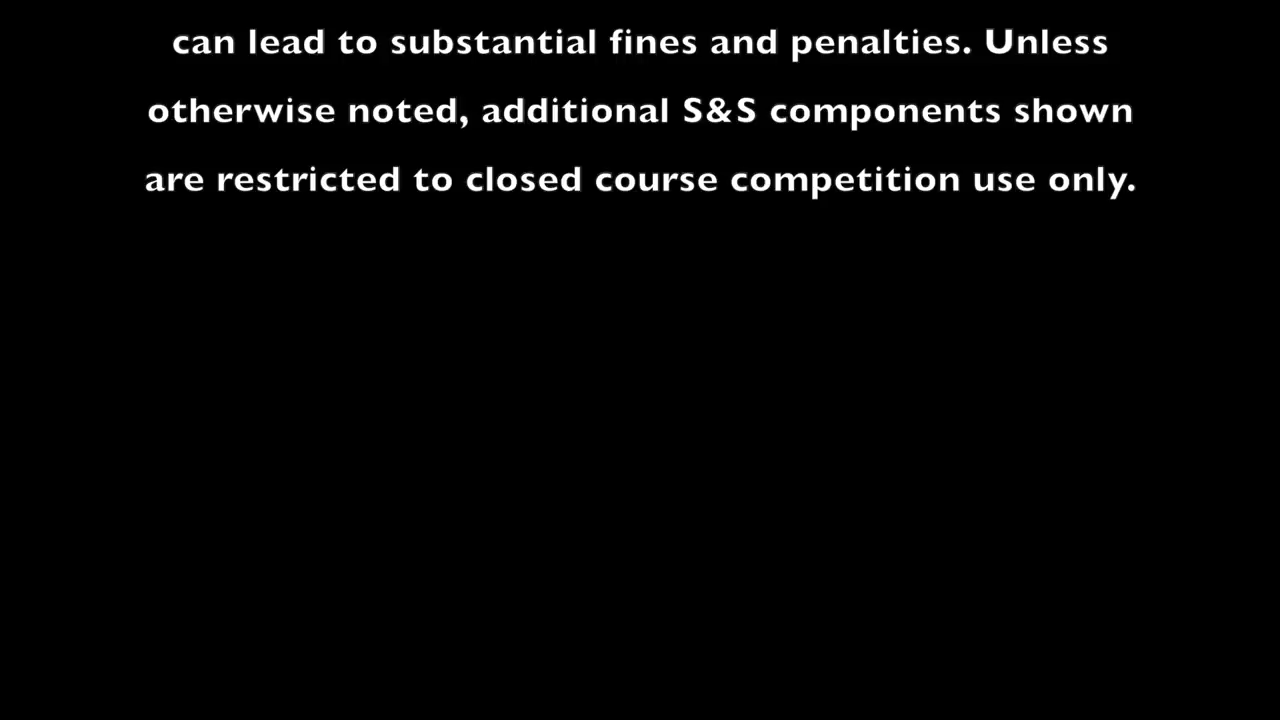 can lead to substantial fines and penalties. Unless
otherwise noted, additional S&S components shown
are restricted to closed course competition use only.